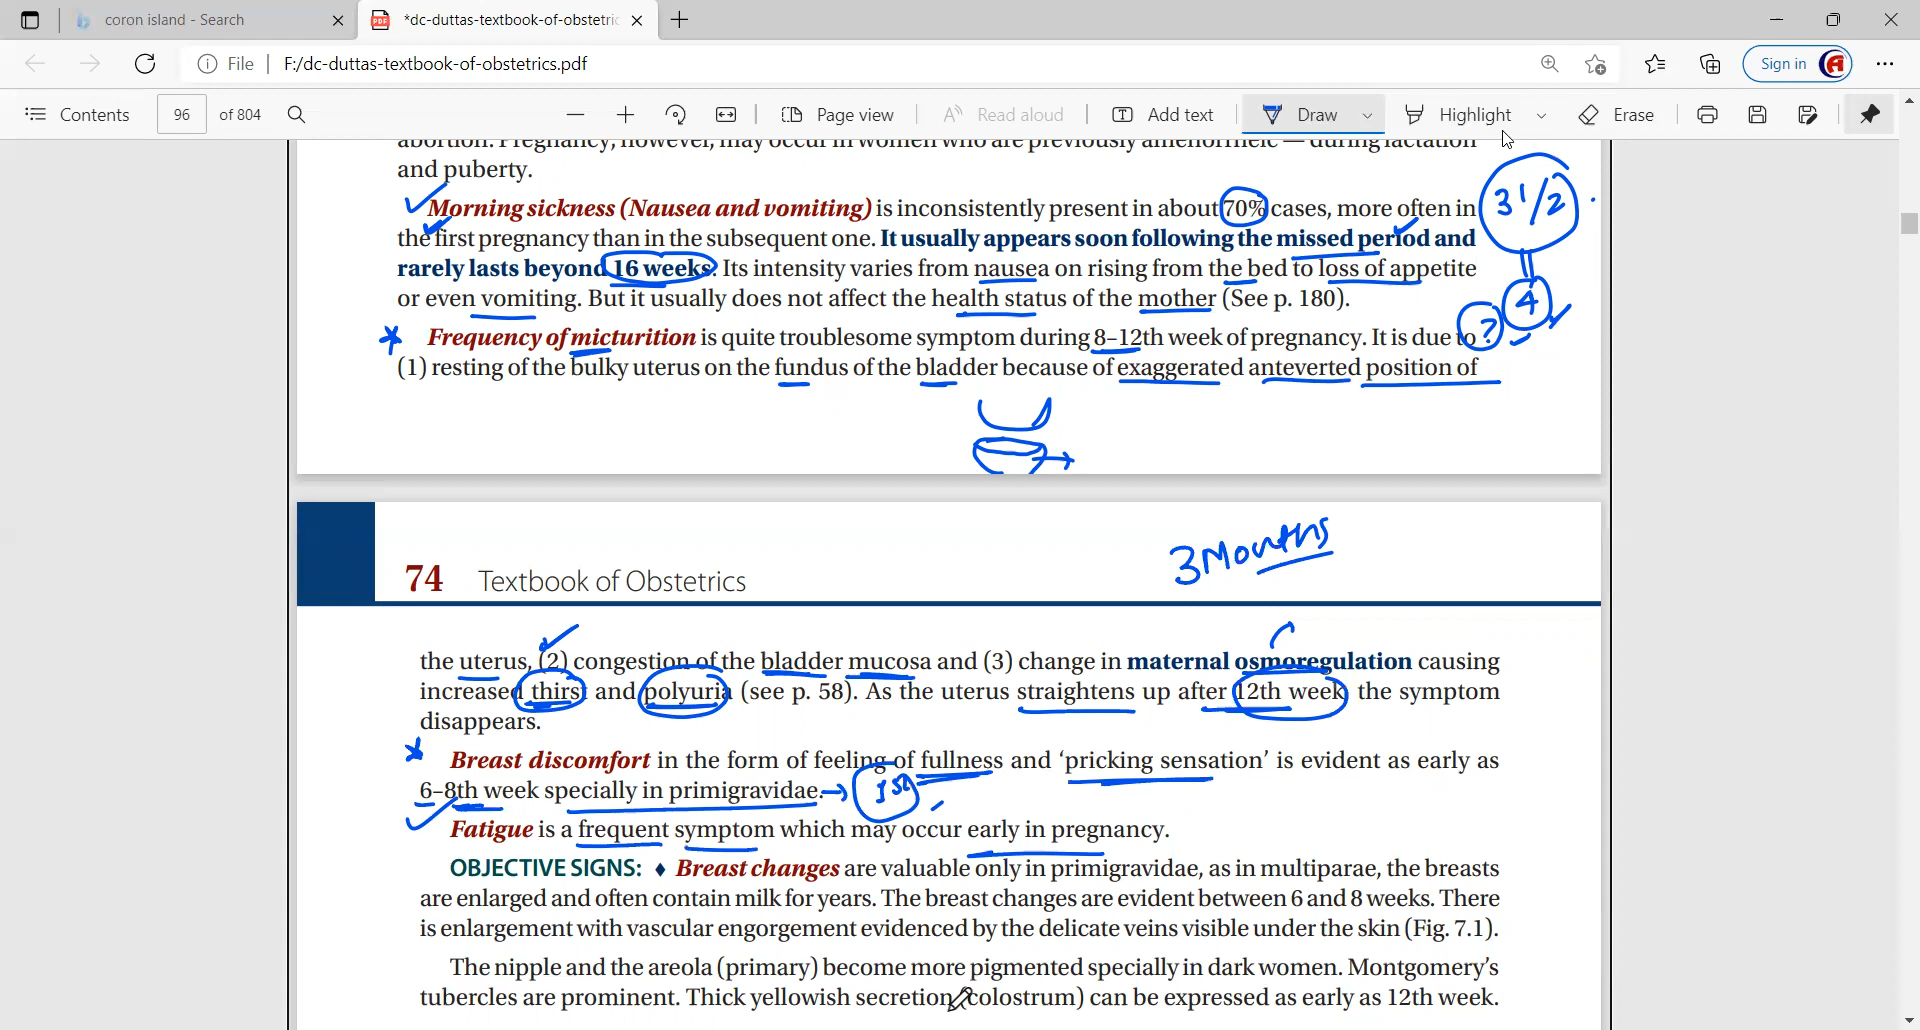 coron island - Search
*dc-duttas-textbook-of-obstetric
File
F:/dc-duttas-textbook-of-obstetrics.pdf
Sign in
Contents
96
of 804
Page view
Read aloud
Add text
Draw
Highlight
Erase
abortion. Pregnancy, however, may occur in women who are previously amenorrheic — during lactation
and puberty.
Morning sickness (Nausea and vomiting) is inconsistently present in about 70% cases, more often in
the first pregnancy than in the subsequent one. It usually appears soon following the missed period and
rarely lasts beyond 16 weeks. Its intensity varies from nausea on rising from the bed to loss of appetite
or even vomiting. But it usually does not affect the health status of the mother (See p. 180).
3 1/2
4
?
Frequency of micturition is quite troublesome symptom during 8–12th week of pregnancy. It is due to
(1) resting of the bulky uterus on the fundus of the bladder because of exaggerated anteverted position of
3 Months
74 Textbook of Obstetrics
the uterus, (2) congestion of the bladder mucosa and (3) change in maternal osmoregulation causing
increased thirst and polyuria (see p. 58). As the uterus straightens up after 12th week, the symptom
disappears.
Breast discomfort in the form of feeling of fullness and ‘pricking sensation’ is evident as early as
6–8th week specially in primigravidae.
1st
Fatigue is a frequent symptom which may occur early in pregnancy.
OBJECTIVE SIGNS: ♦ Breast changes are valuable only in primigravidae, as in multiparae, the breasts
are enlarged and often contain milk for years. The breast changes are evident between 6 and 8 weeks. There
is enlargement with vascular engorgement evidenced by the delicate veins visible under the skin (Fig. 7.1).
The nipple and the areola (primary) become more pigmented specially in dark women. Montgomery’s
tubercles are prominent. Thick yellowish secretion (colostrum) can be expressed as early as 12th week.